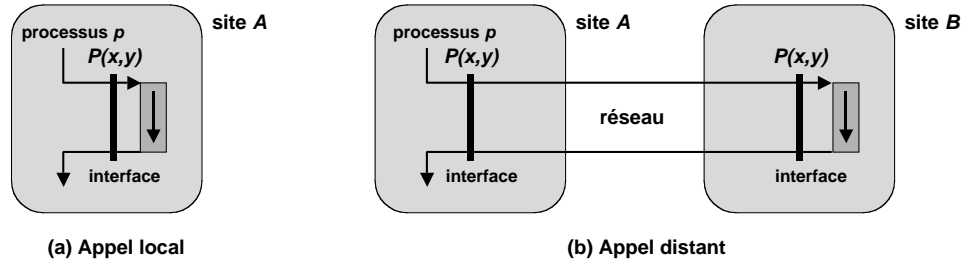 site A
processus p
P(x,y)
interface
(a) Appel local
site A
site B
processus p
P(x,y)
P(x,y)
réseau
interface
interface
(b) Appel distant